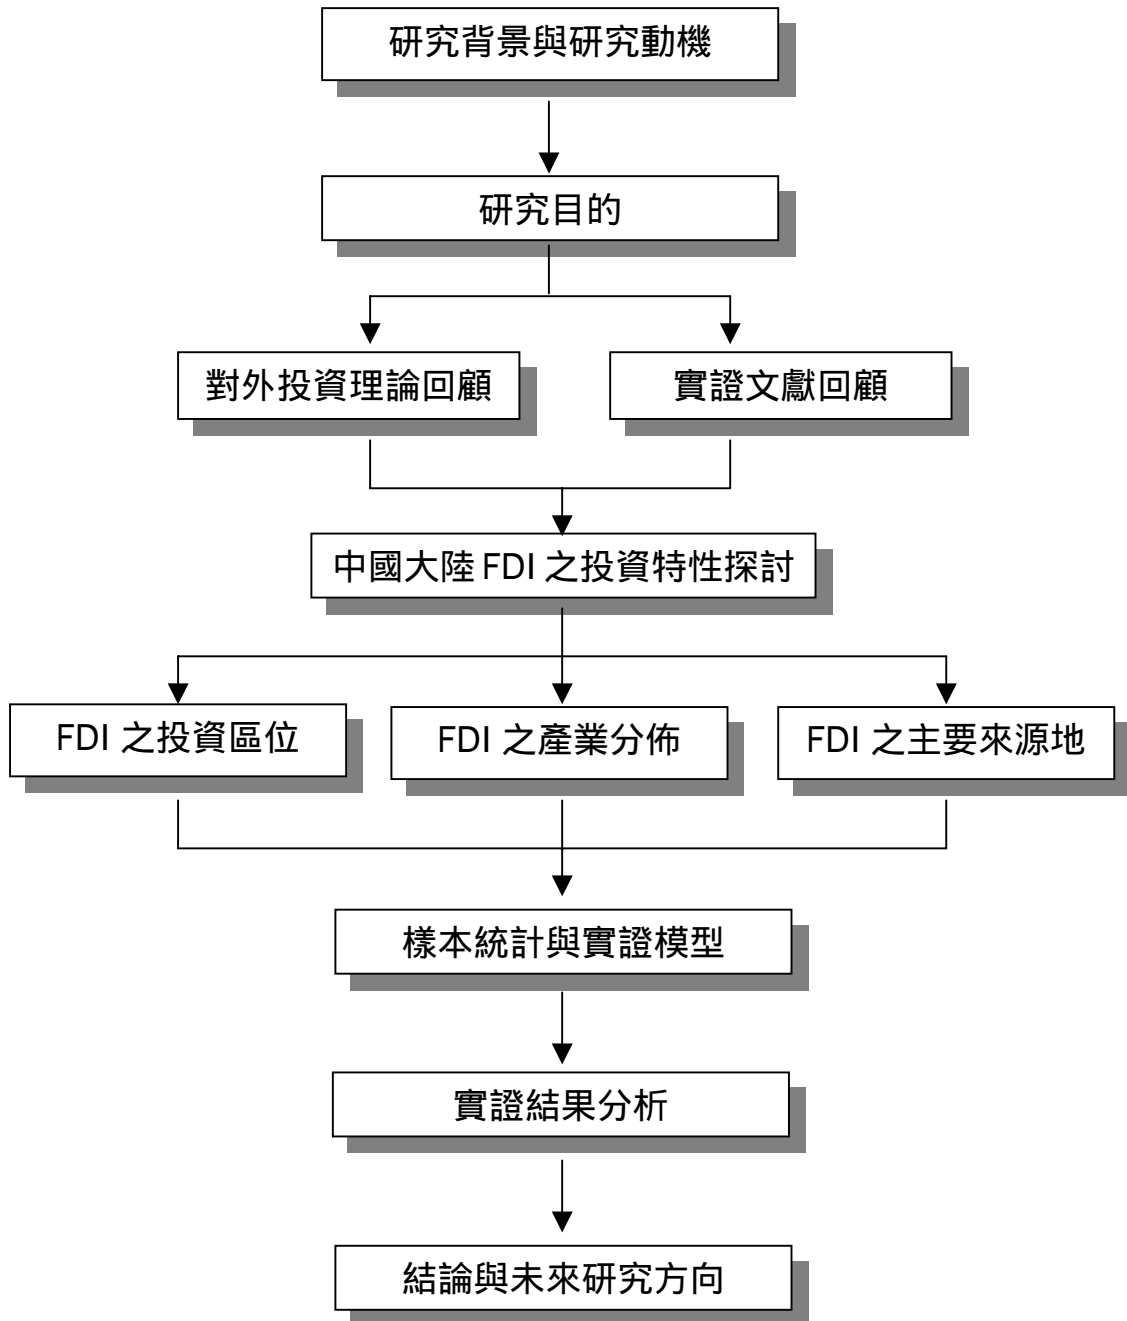 研究背景與研究動機
研究目的
對外投資理論回顧
實證文獻回顧
中國大陸 FDI 之投資特性探討
FDI 之投資區位
FDI 之產業分佈
FDI 之主要來源地
樣本統計與實證模型
實證結果分析
結論與未來研究方向